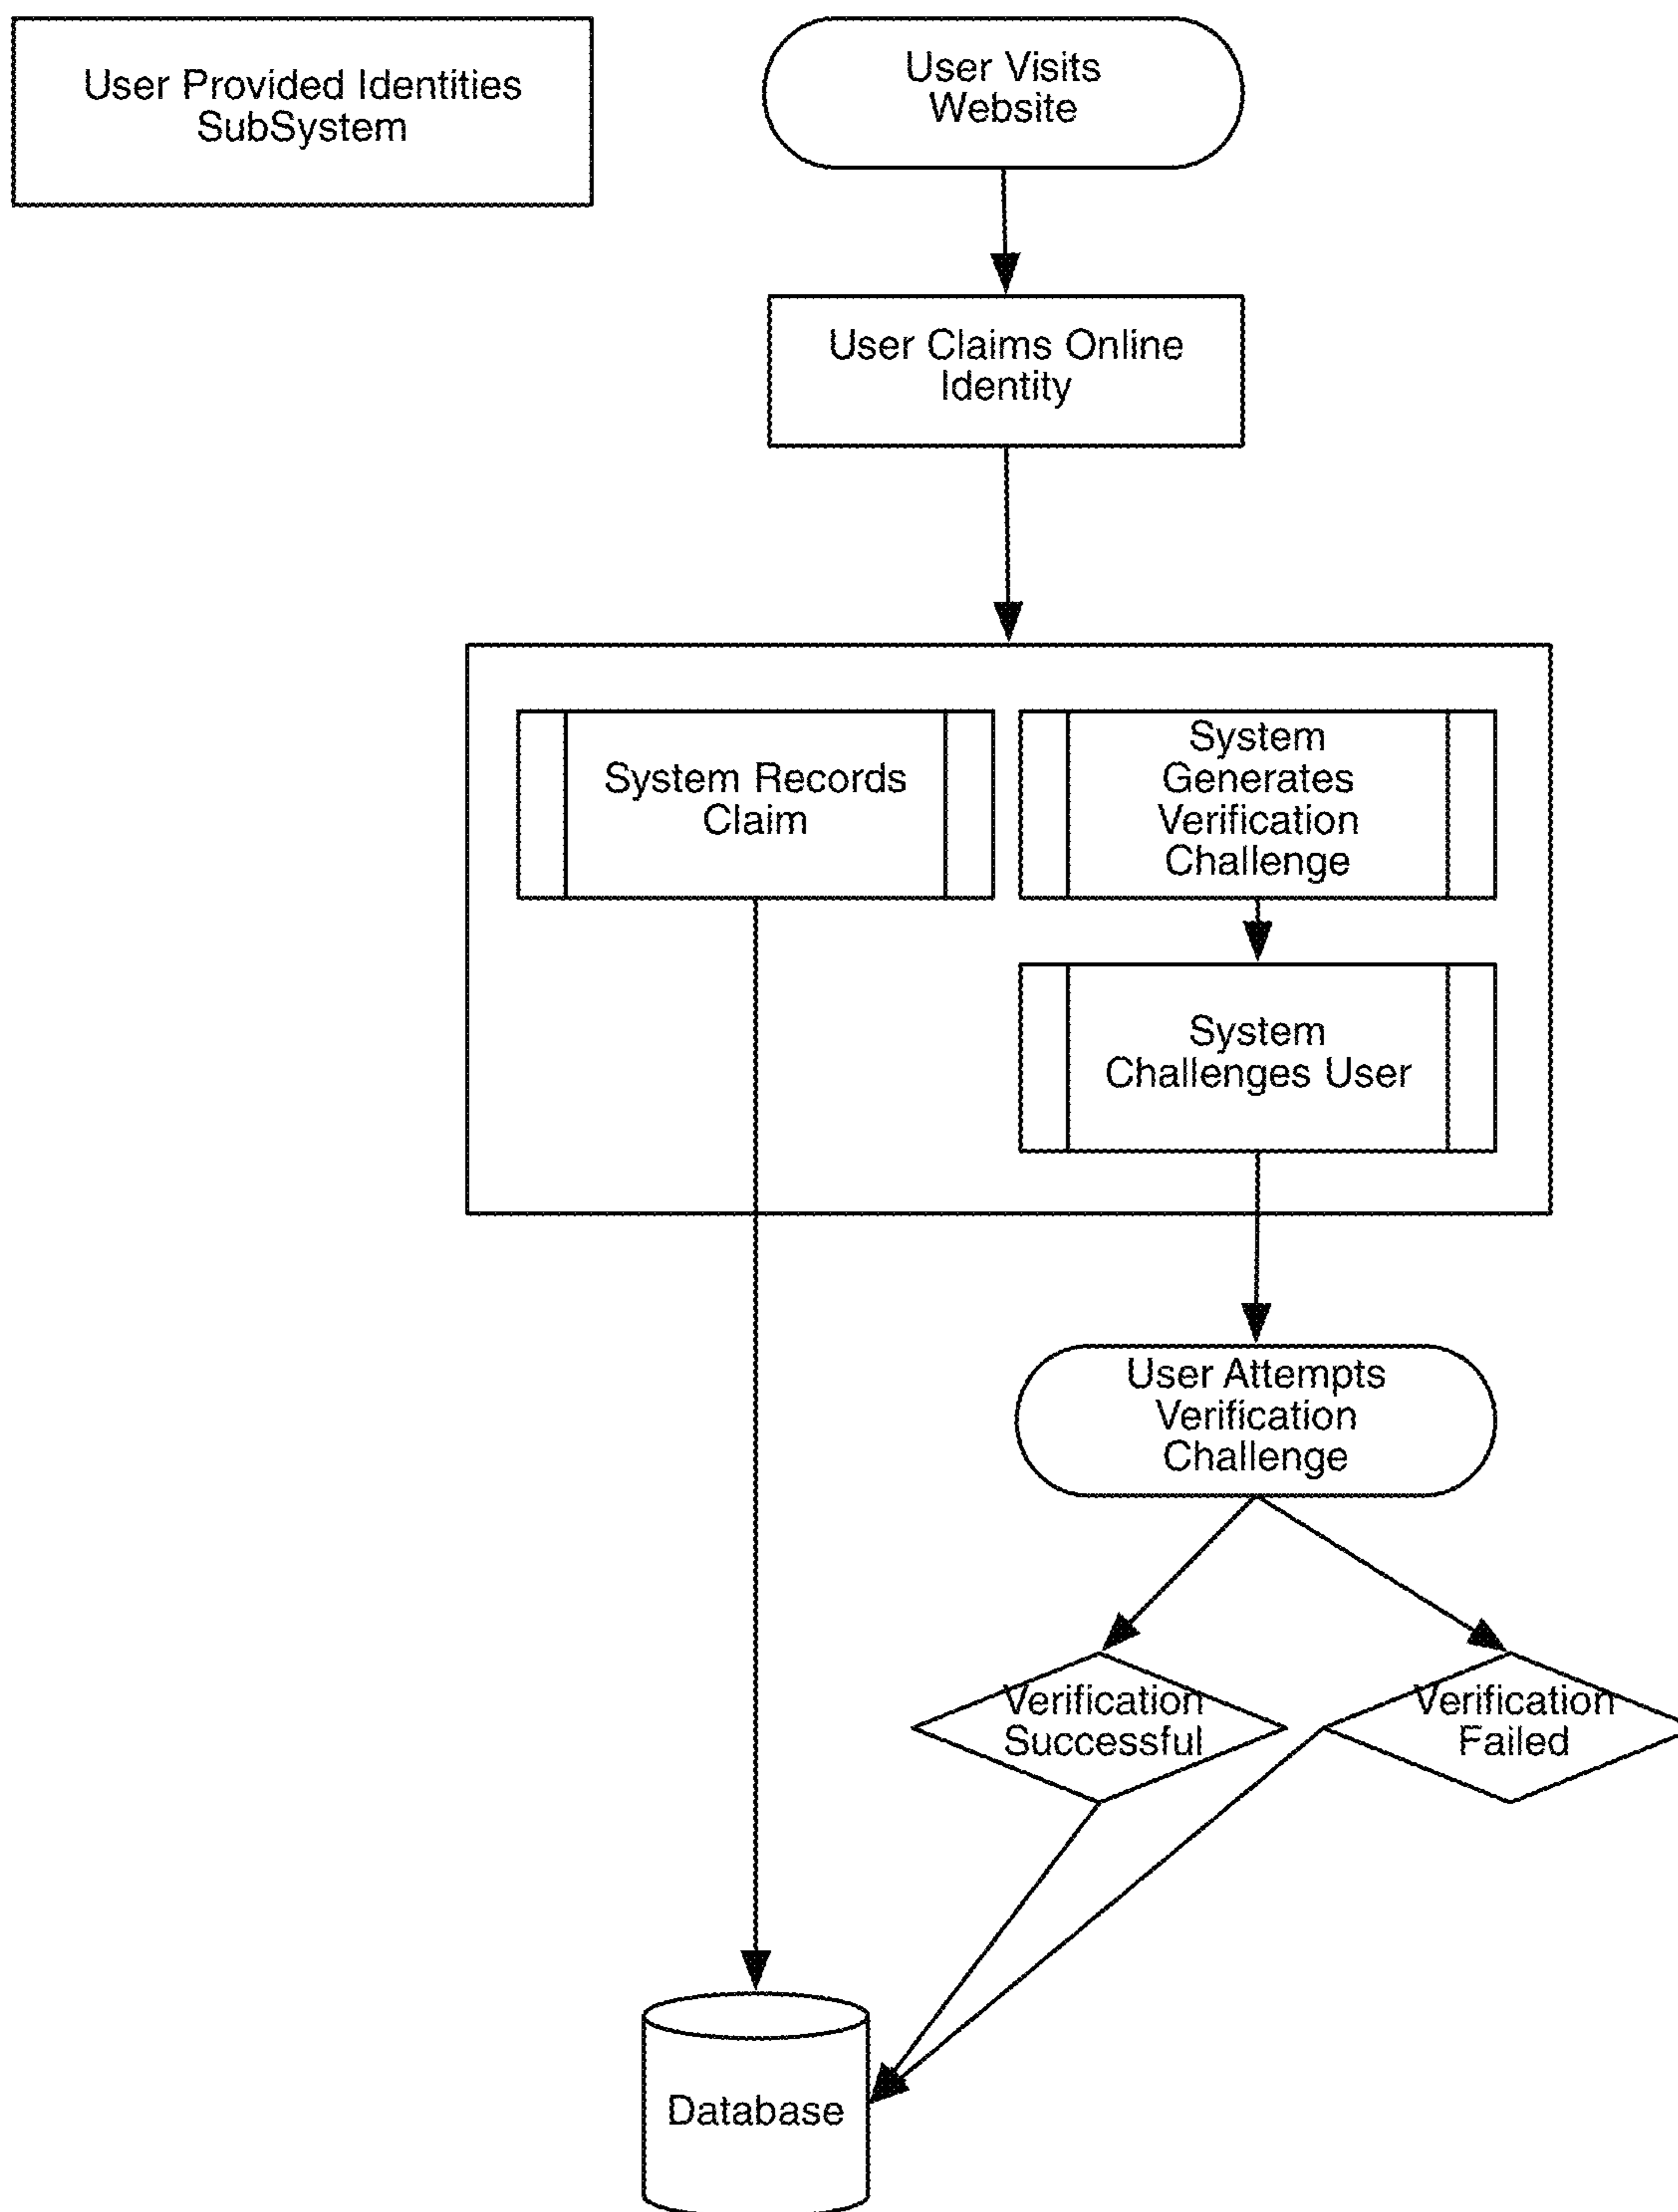 User Provided Identities
SubSystem
User Visits
Website
User Claims Online
Identity
System Records
Claim
System
Generates
Verification
Challenge
System
Challenges User
User Attempts
Verification
Challenge
Verification
Successful
Verification
Failed
Database